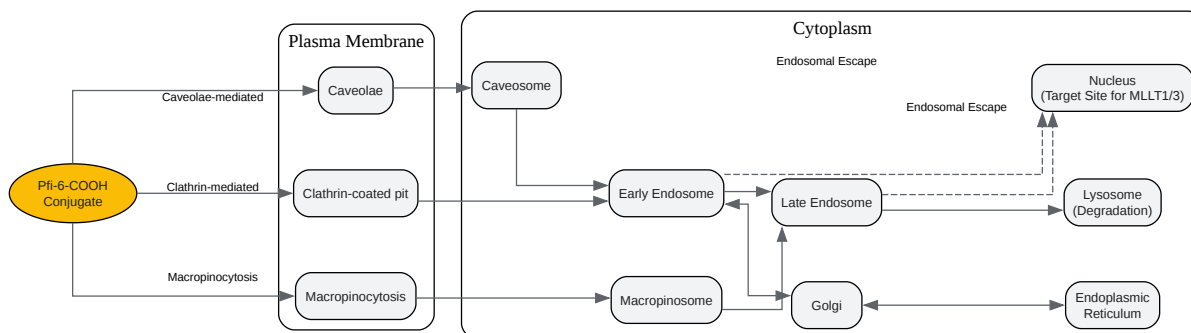 Plasma Membrane
Cytoplasm
Endosomal Escape
Caveolae-mediated
Caveolae
Caveosome
Nucleus
(Target Site for MLLT1/3)
Endosomal Escape
Pfi-6-COOH
Conjugate
Clathrin-mediated
Clathrin-coated pit
Early Endosome
Late Endosome
Lysosome
(Degradation)
Macropinocytosis
Macropinocytosis
Macropinosome
Golgi
Endoplasmic
Reticulum